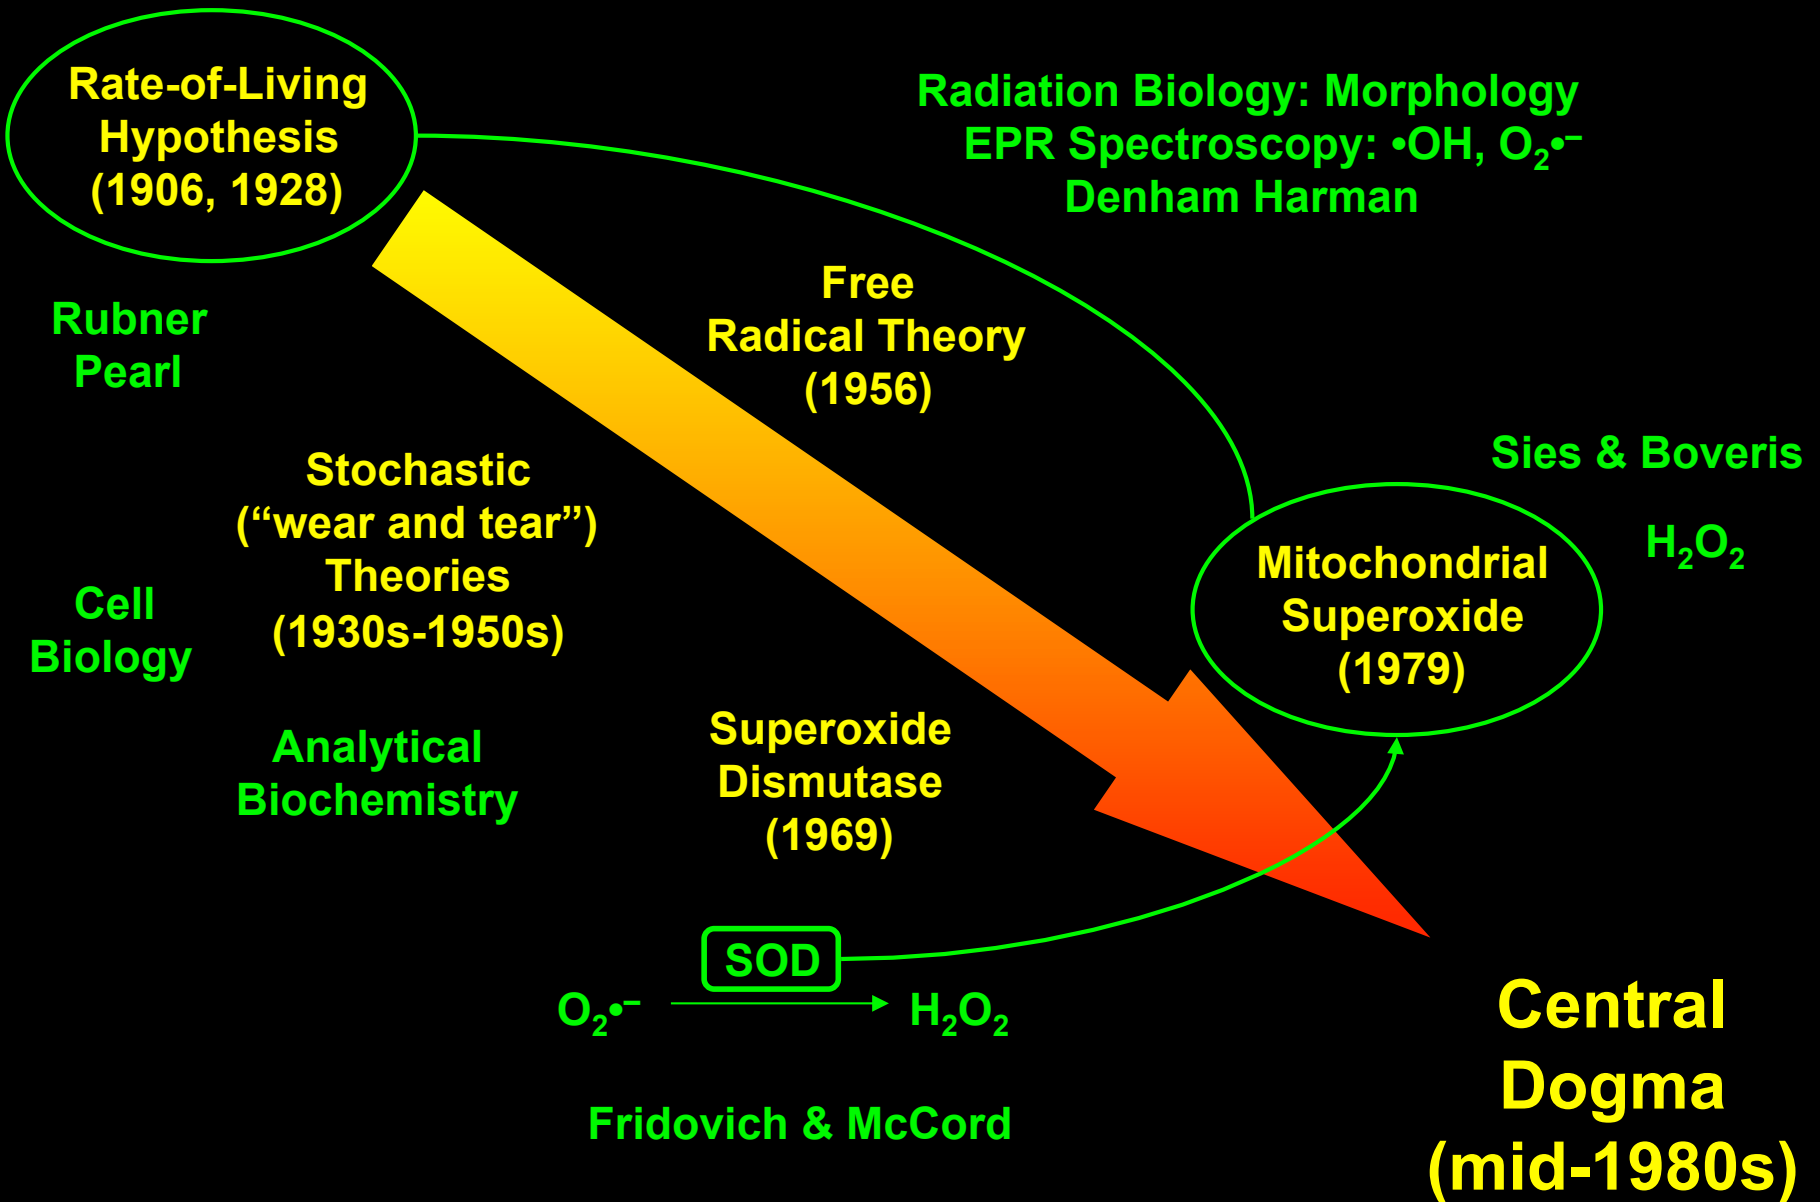 Rate-of-Living
Hypothesis
(1906, 1928)
Radiation Biology: Morphology
EPR Spectroscopy: •OH, O₂•⁻
Denham Harman
Rubner
Pearl
Free
Radical Theory
(1956)
Stochastic
(“wear and tear”)
Theories
(1930s-1950s)
Sies & Boveris
H₂O₂
Mitochondrial
Superoxide
(1979)
Cell
Biology
Analytical
Biochemistry
Superoxide
Dismutase
(1969)
SOD
O₂•⁻
H₂O₂
Fridovich & McCord
Central
Dogma
(mid-1980s)